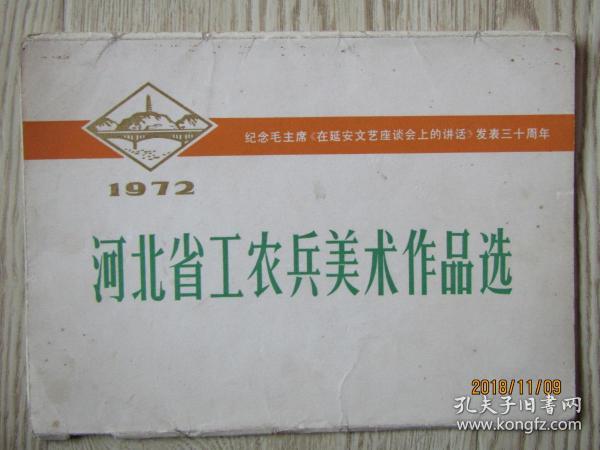 纪念毛主席《在延安文艺座谈会上的讲话》发表三十周年
1972
河北省工农兵美术作品选
2018/11/09
孔夫子旧书网
www.kongfz.com